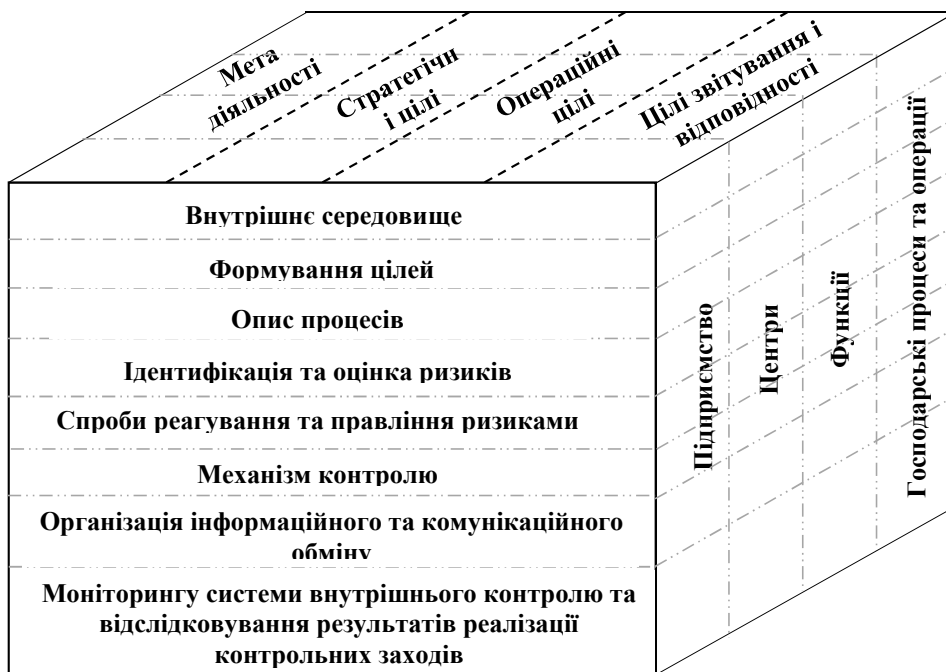 Мета
діяльності
Стратегічн
і цілі
Операційні
цілі
Цілі звітування і
відповідності
Внутрішнє середовище
Формування цілей
Опис процесів
Ідентифікація та оцінка ризиків
Спроби реагування та правління ризиками
Механізм контролю
Організація інформаційного та комунікаційного
обміну
Моніторингу системи внутрішнього контролю та
відслідковування результатів реалізації
контрольних заходів
Підприємство
Центри
Функції
Господарські процеси та операції